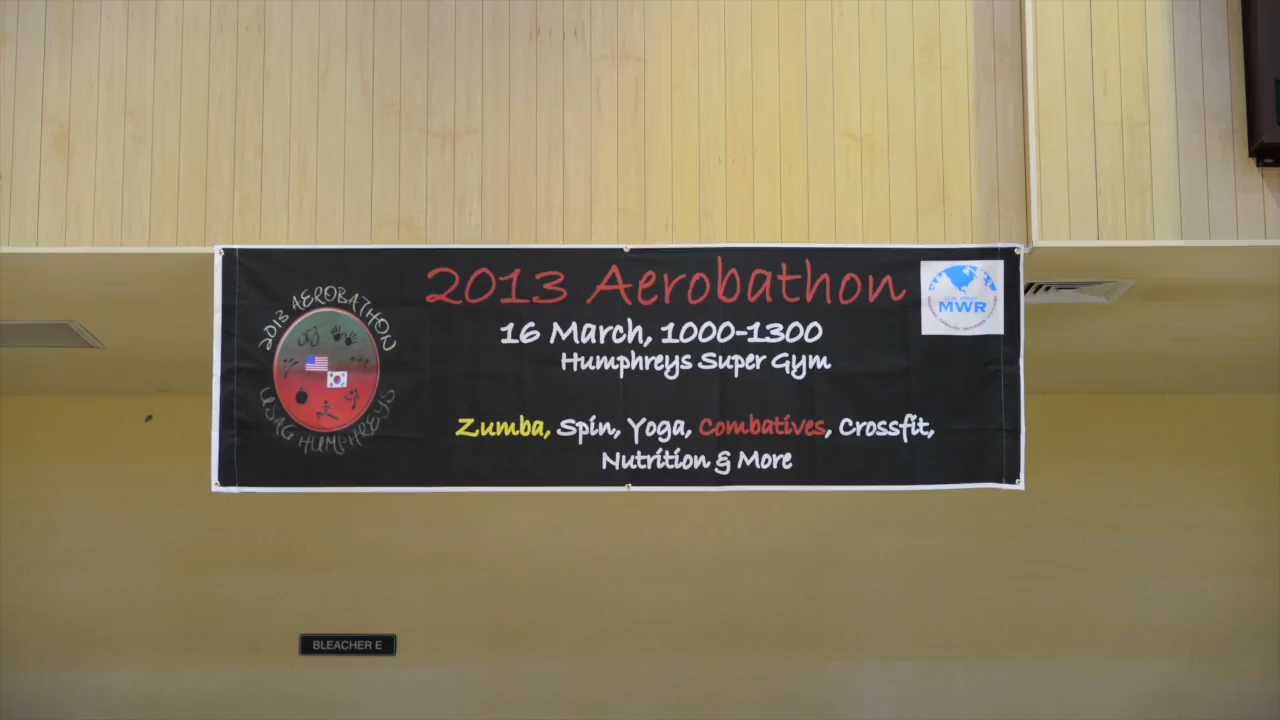 2013 Aerobathon
16 March, 1000-1300
Humphreys Super Gym
Zumba, Spin, Yoga, Combatives, Crossfit,
Nutrition & More
2013 AEROBATHON
USAG HUMPHREYS
U.S. ARMY
MWR
BLEACHER E